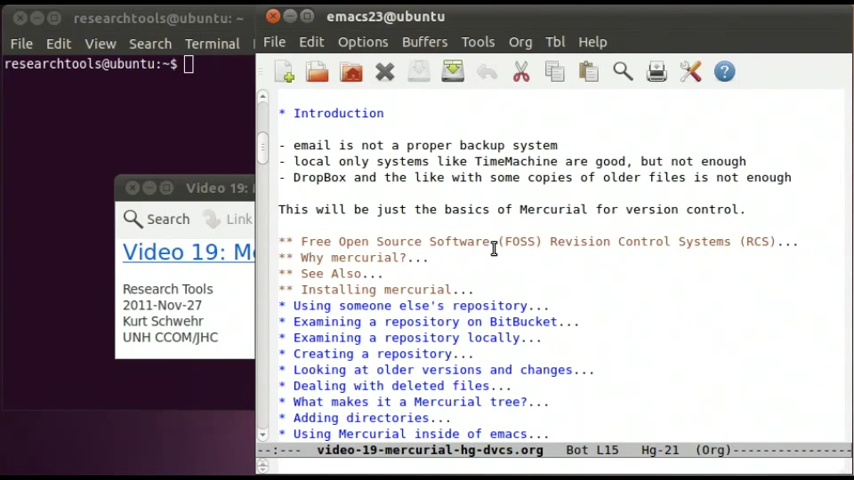 researchtools@ubuntu: ~
File Edit View Search Terminal
researchtools@ubuntu:~$
Video 19:
Search Link
Video 19:
Research Tools
2011-Nov-27
Kurt Schwehr
UNH CCOM/JHC
emacs23@ubuntu
File Edit Options Buffers Tools Org Tbl Help
* Introduction
- email is not a proper backup system
- local only systems like TimeMachine are good, but not enough
- DropBox and the like with some copies of older files is not enough
This will be just the basics of Mercurial for version control.
** Free Open Source Software (FOSS) Revision Control Systems (RCS)...
** Why mercurial?...
** See Also...
** Installing mercurial...
* Using someone else's repository...
* Examining a repository on BitBucket...
* Examining a repository locally...
* Creating a repository...
* Looking at older versions and changes...
* Dealing with deleted files...
* What makes it a Mercurial tree?...
* Adding directories...
* Using Mercurial inside of emacs...
--:--- video-19-mercurial-hg-dvcs.org Bot L15 Hg-21 (Org)----------------